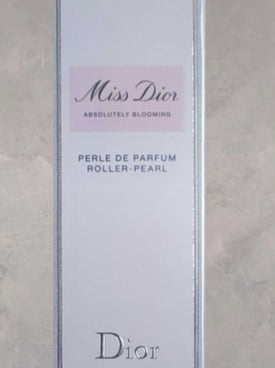 Miss Dior
ABSOLUTELY BLOOMING
PERLE DE PARFUM
ROLLER-PEARL
Dior